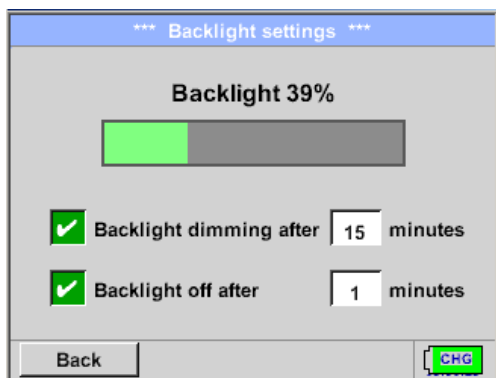 *** Backlight settings ***
Backlight 39%
Backlight dimming after 15 minutes
Backlight off after 1 minutes
Back
CHG